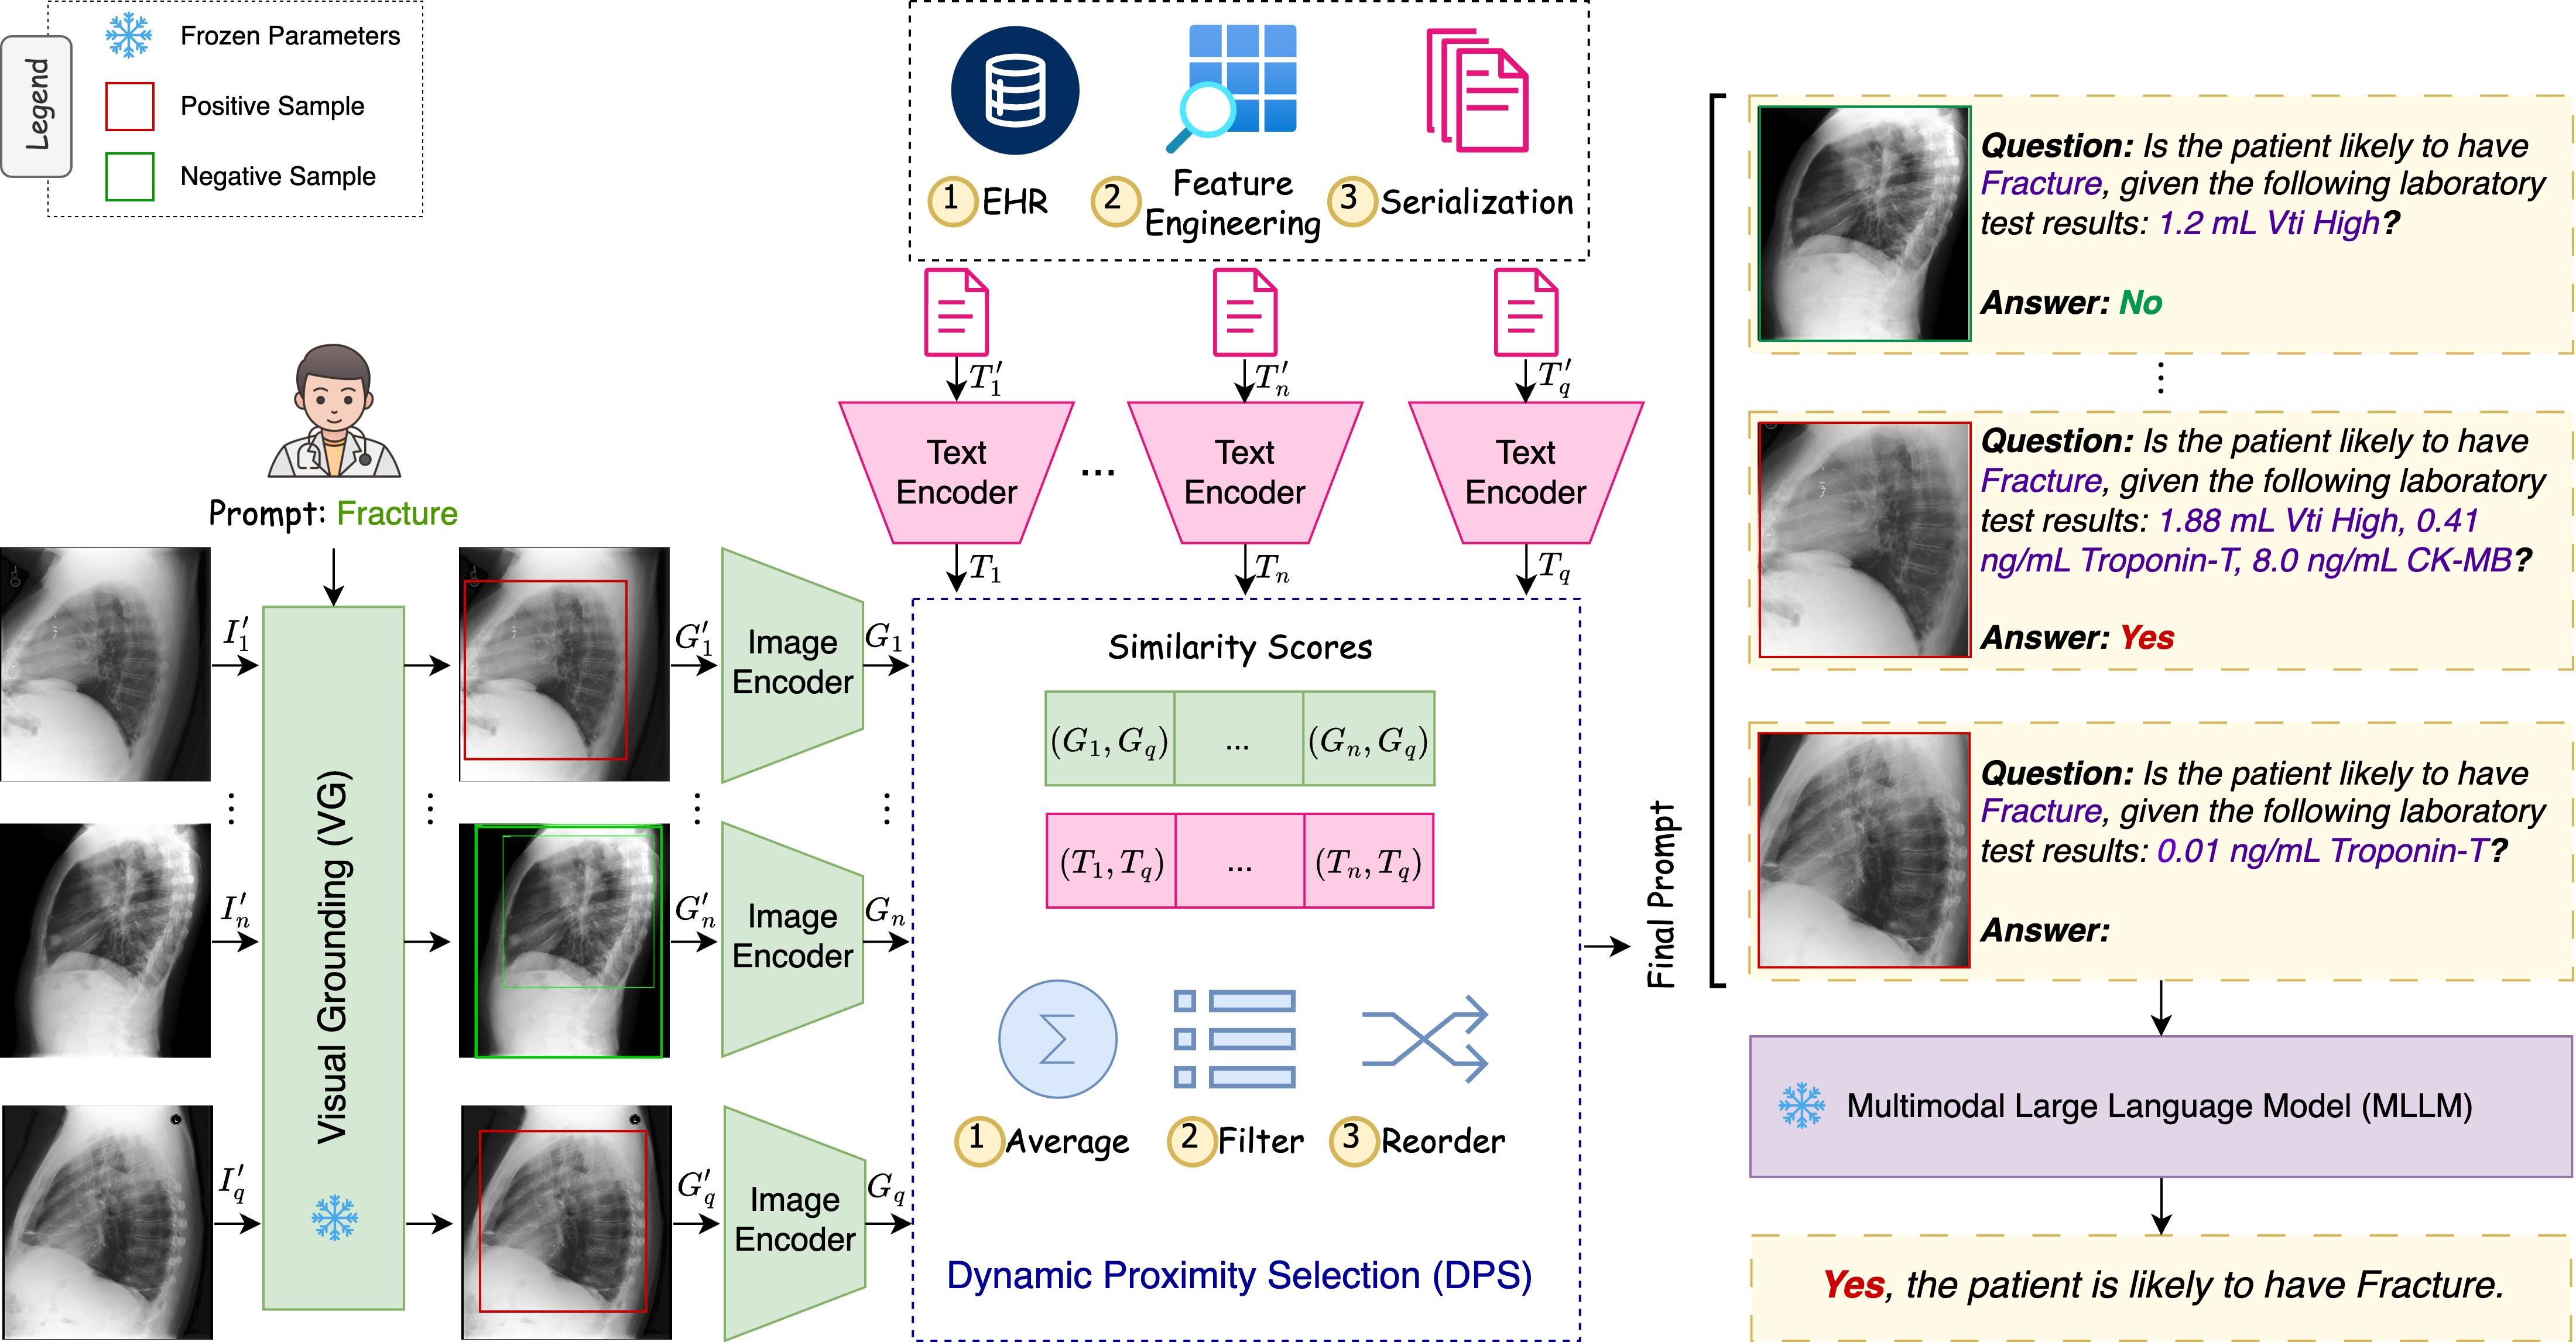 Legend
Frozen Parameters
Positive Sample
Negative Sample
1 EHR
2 Feature
Engineering
3 Serialization
T'_1
T'_n
T'_q
Text
Encoder
...
Text
Encoder
Text
Encoder
T_1
T_n
T_q
Prompt: Fracture
Visual Grounding (VG)
I'_1
G'_1
Image
Encoder
G_1
I'_n
G'_n
Image
Encoder
G_n
I'_q
G'_q
Image
Encoder
G_q
Similarity Scores
(G_1, G_q) ... (G_n, G_q)
(T_1, T_q) ... (T_n, T_q)
Σ
1 Average
2 Filter
3 Reorder
Dynamic Proximity Selection (DPS)
Final Prompt
Question: Is the patient likely to have
Fracture, given the following laboratory
test results: 1.2 mL Vti High?
Answer: No
Question: Is the patient likely to have
Fracture, given the following laboratory
test results: 1.88 mL Vti High, 0.41
ng/mL Troponin-T, 8.0 ng/mL CK-MB?
Answer: Yes
Question: Is the patient likely to have
Fracture, given the following laboratory
test results: 0.01 ng/mL Troponin-T?
Answer:
Multimodal Large Language Model (MLLM)
Yes, the patient is likely to have Fracture.